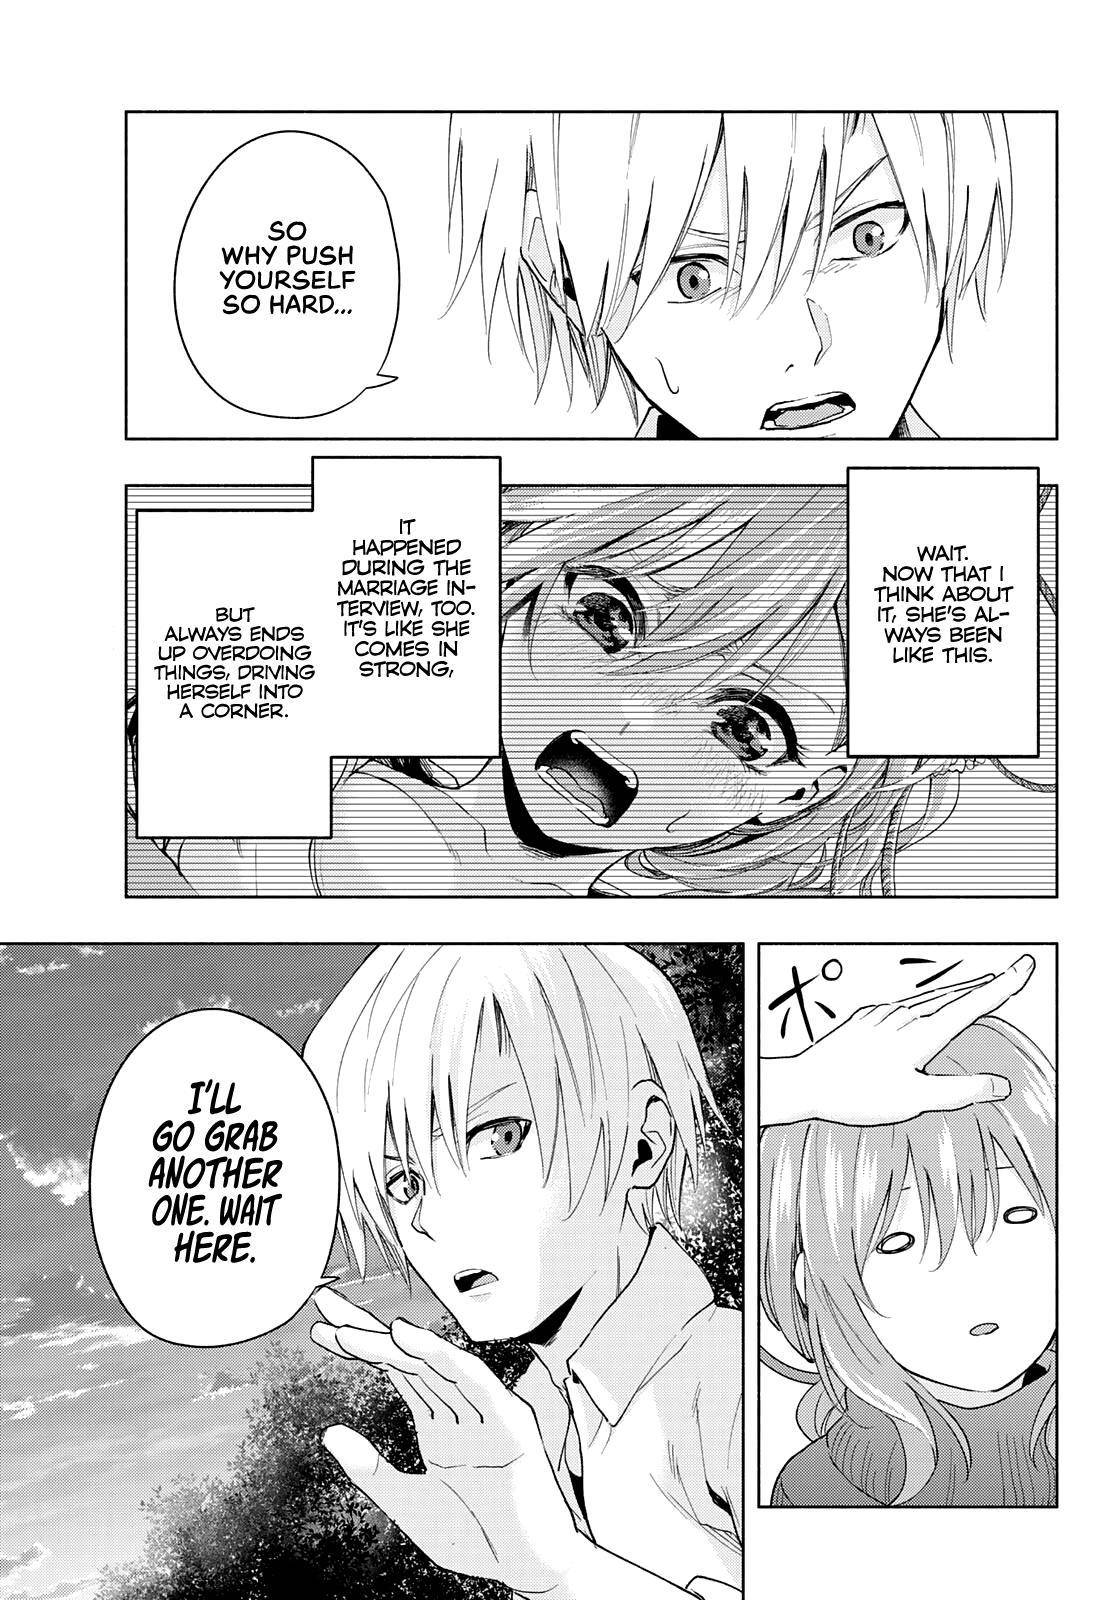 SO
WHY PUSH
YOURSELF
SO HARD...
WAIT.
NOW THAT I
THINK ABOUT
IT, SHE'S AL-
WAYS BEEN
LIKE THIS.
IT
HAPPENED
DURING THE
MARRIAGE IN-
TERVIEW, TOO.
IT'S LIKE SHE
COMES IN
STRONG,
BUT
ALWAYS ENDS
UP OVERDOING
THINGS, DRIVING
HERSELF INTO
A CORNER.
ポン
I'LL
GO GRAB
ANOTHER
ONE. WAIT
HERE.